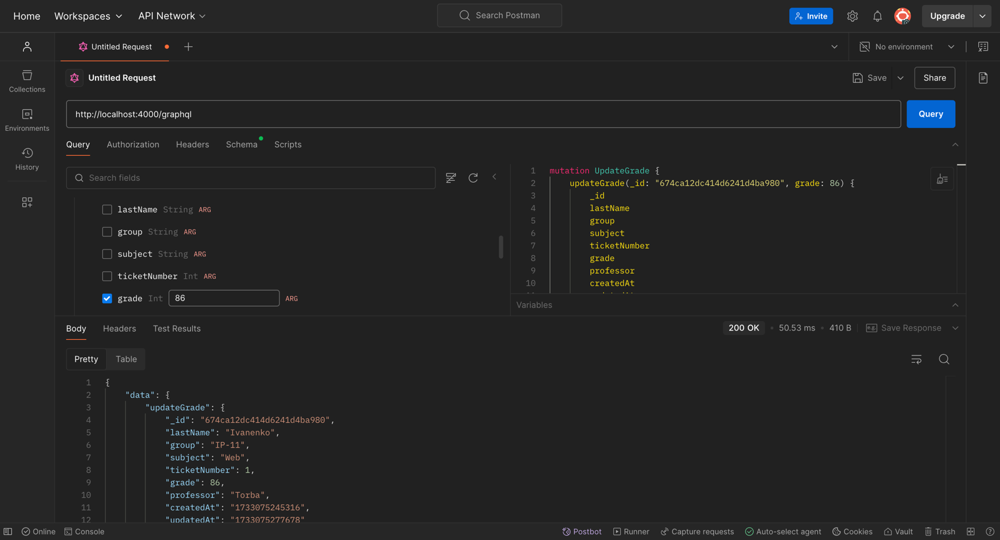 Home Workspaces API Network Search Postman Invite Upgrade
Untitled Request No environment
Untitled Request Save Share
Collections
http://localhost:4000/graphql Query
Environments
Query Authorization Headers Schema Scripts
History
Search fields
lastName String ARG
group String ARG
subject String ARG
ticketNumber Int ARG
grade Int 86 ARG
1 mutation UpdateGrade {
2 updateGrade(_id: "674ca12dc414d6241d4ba980", grade: 86) {
3 _id
4 lastName
5 group
6 subject
7 ticketNumber
8 grade
9 professor
10 createdAt
Variables
Body Headers Test Results 200 OK • 50.53 ms • 410 B e.g. Save Response
Pretty Table
1 {
2 "data": {
3 "updateGrade": {
4 "_id": "674ca12dc414d6241d4ba980",
5 "lastName": "Ivanenko",
6 "group": "IP-11",
7 "subject": "Web",
8 "ticketNumber": 1,
9 "grade": 86,
10 "professor": "Torba",
11 "createdAt": "1733075245316",
12 "updatedAt": "1733075277678"
Online Console Postbot Runner Capture requests Auto-select agent Cookies Vault Trash